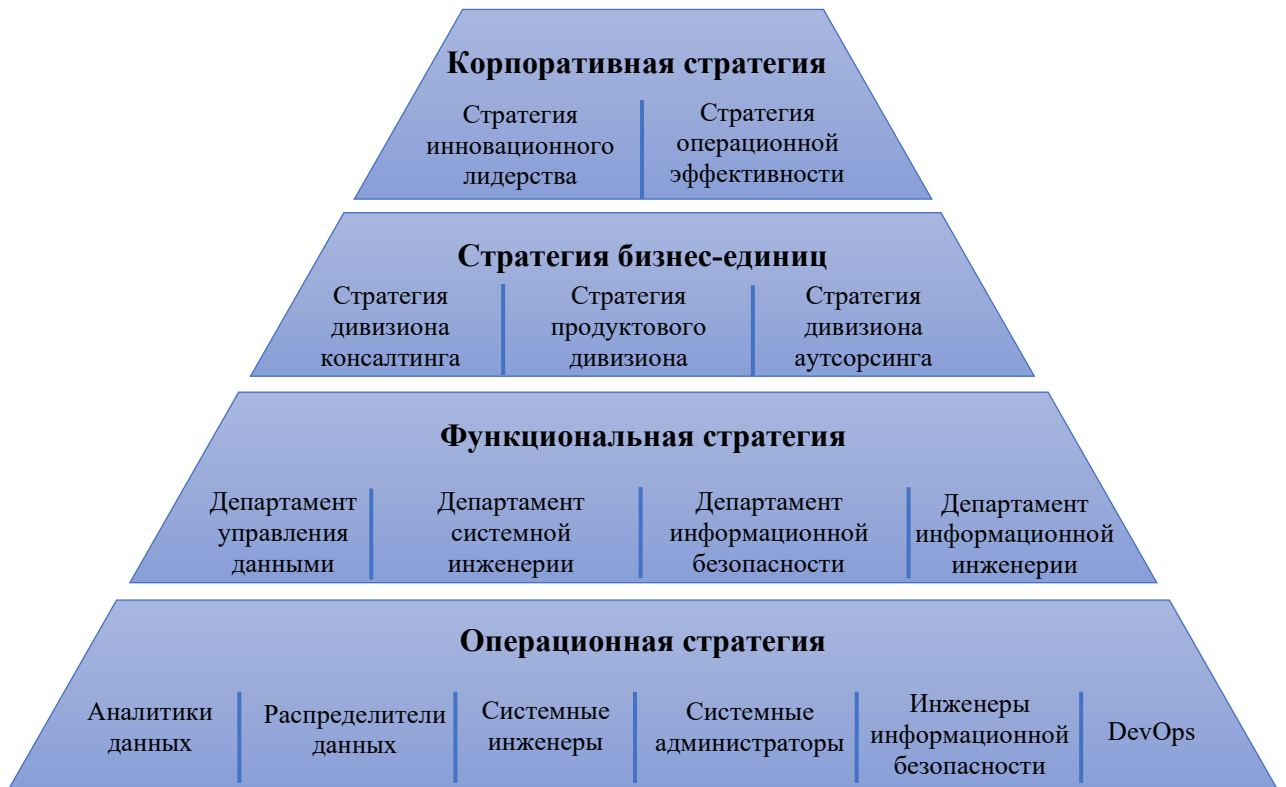 Корпоративная стратегия
Стратегия
инновационного
лидерства
Стратегия
операционной
эффективности
Стратегия бизнес-единиц
Стратегия
дивизиона
консалтинга
Стратегия
продуктового
дивизиона
Стратегия
дивизиона
аутсорсинга
Функциональная стратегия
Департамент
управления
данными
Департамент
системной
инженерии
Департамент
информационной
безопасности
Департамент
информационной
инженерии
Операционная стратегия
Аналитики
данных
Распределители
данных
Системные
инженеры
Системные
администраторы
Инженеры
информационной
безопасности
DevOps